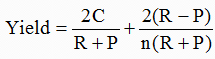 Yield = 2C / (R + P) + 2(R − P) / n(R + P)